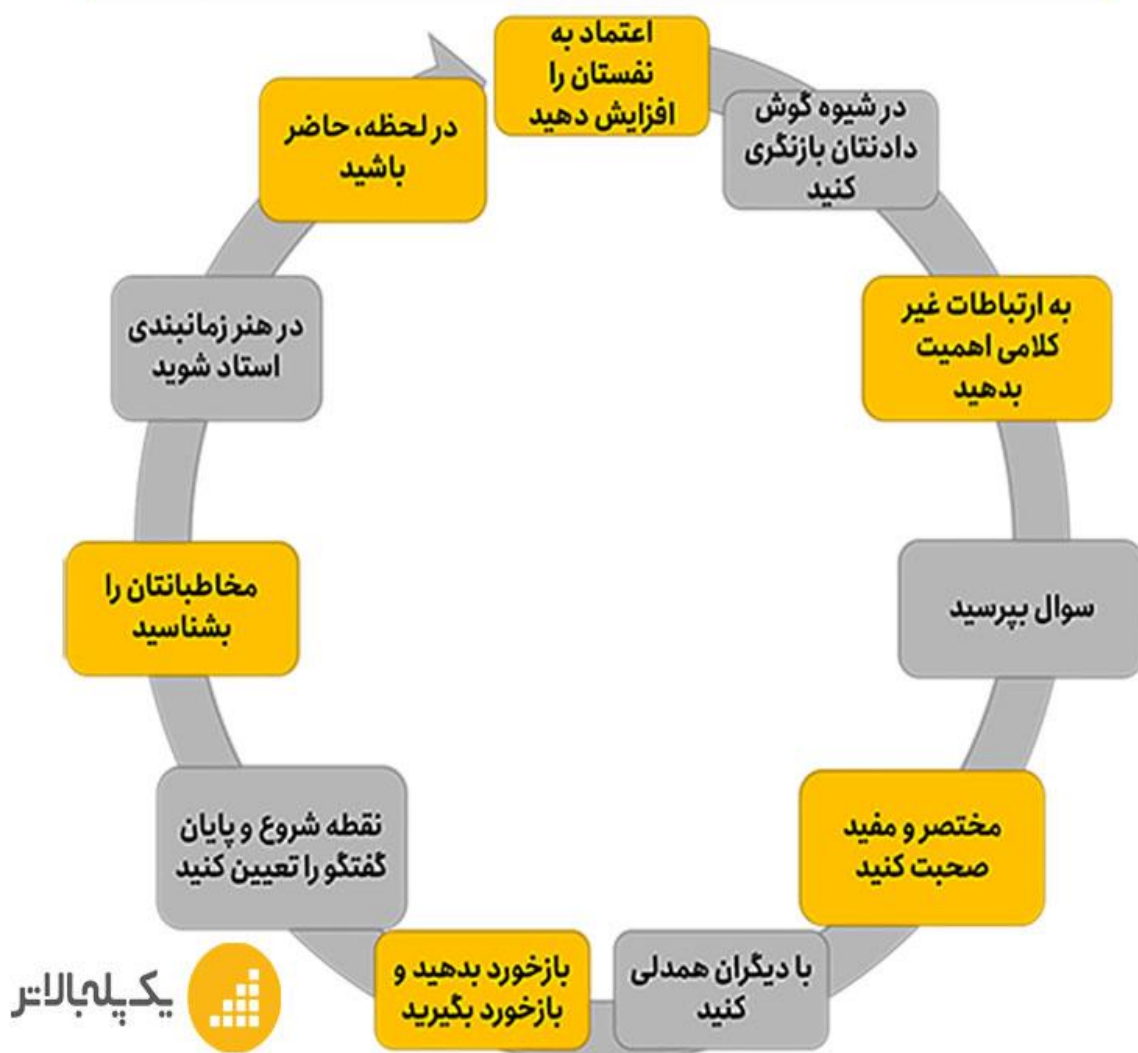 اعتماد به
نفستان را
افزایش دهید
در شیوه گوش
دادنتان بازنگری
کنید
به ارتباطات غیر
کلامی اهمیت
بدهید
سوال بپرسید
مختصر و مفید
صحبت کنید
با دیگران همدلی
کنید
بازخورد بدهید و
بازخورد بگیرید
نقطه شروع و پایان
گفتگو را تعیین کنید
مخاطبانتان را
بشناسید
در هنر زمانبندی
استاد شوید
در لحظه، حاضر
باشید
یک پله بالاتر